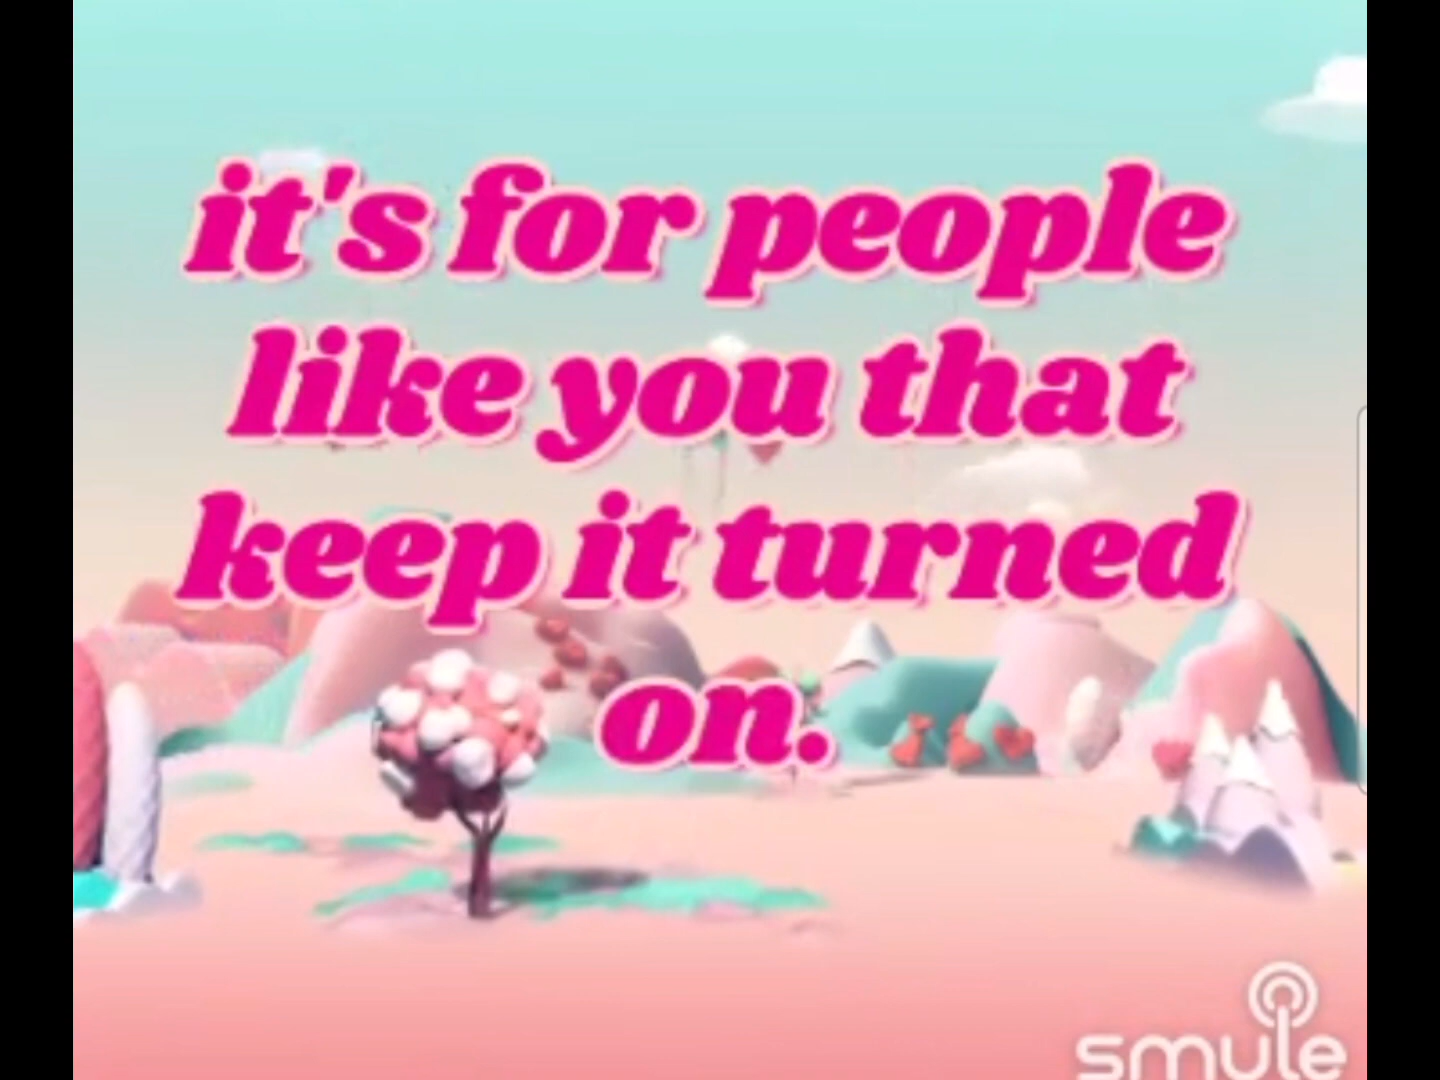 it's for people
like you that
keep it turned
on.
smule